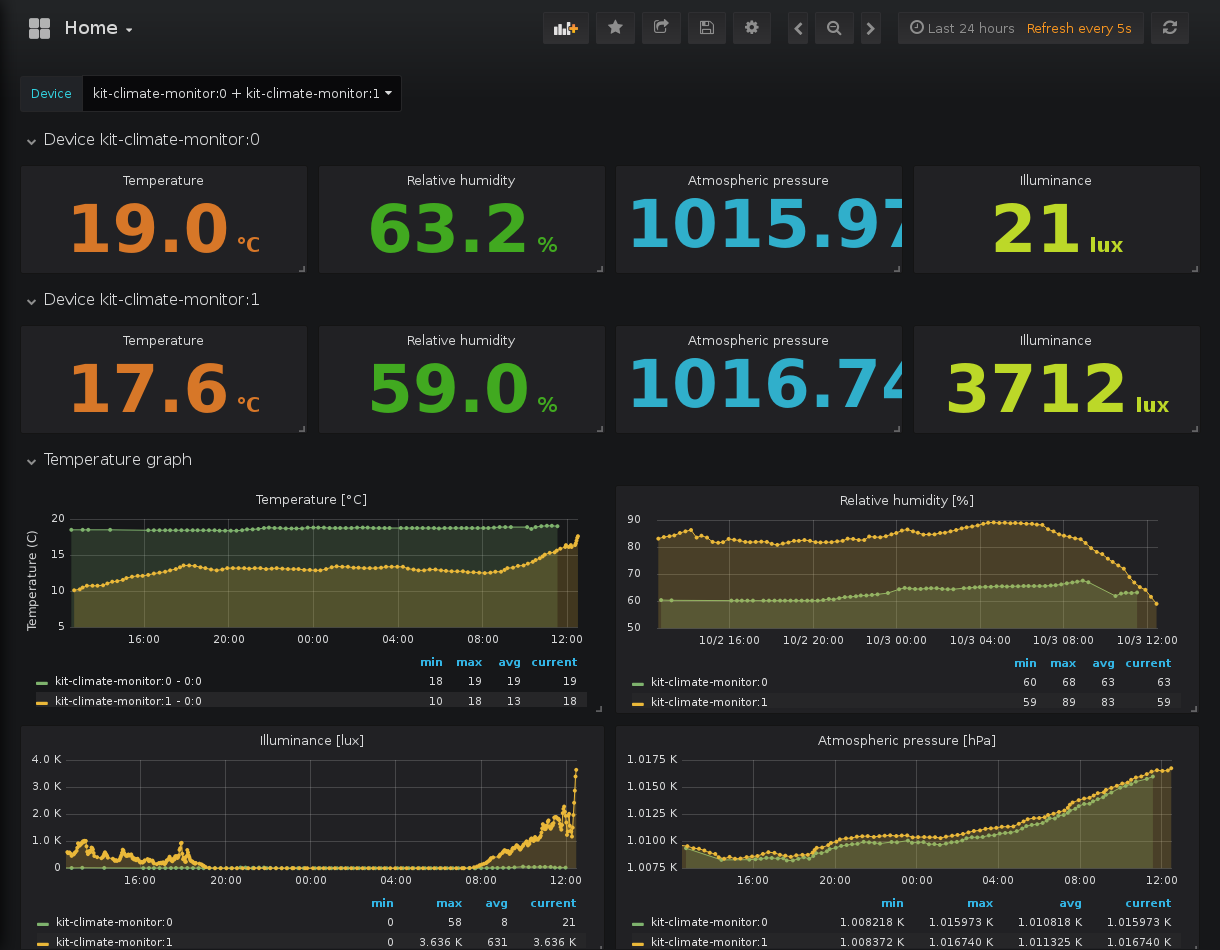 Home
Last 24 hours Refresh every 5s
Device kit-climate-monitor:0 + kit-climate-monitor:1
Device kit-climate-monitor:0
Temperature Relative humidity Atmospheric pressure Illuminance
19.0 °C 63.2 % 1015.97 21 lux
Device kit-climate-monitor:1
Temperature Relative humidity Atmospheric pressure Illuminance
17.6 °C 59.0 % 1016.74 3712 lux
Temperature graph
Temperature [°C]
Temperature (C)
20
15
10
5
16:00 20:00 00:00 04:00 08:00 12:00
min max avg current
kit-climate-monitor:0 - 0:0 18 19 19 19
kit-climate-monitor:1 - 0:0 10 18 13 18
Relative humidity [%]
90
80
70
60
50
10/2 16:00 10/2 20:00 10/3 00:00 10/3 04:00 10/3 08:00 10/3 12:00
min max avg current
kit-climate-monitor:0 60 68 63 63
kit-climate-monitor:1 59 89 83 59
Illuminance [lux]
4.0 K
3.0 K
2.0 K
1.0 K
0
16:00 20:00 00:00 04:00 08:00 12:00
min max avg current
kit-climate-monitor:0 0 58 8 21
kit-climate-monitor:1 0 3.636 K 631 3.636 K
Atmospheric pressure [hPa]
1.0175 K
1.0150 K
1.0125 K
1.0100 K
1.0075 K
16:00 20:00 00:00 04:00 08:00 12:00
min max avg current
kit-climate-monitor:0 1.008218 K 1.015973 K 1.010818 K 1.015973 K
kit-climate-monitor:1 1.008372 K 1.016740 K 1.011325 K 1.016740 K